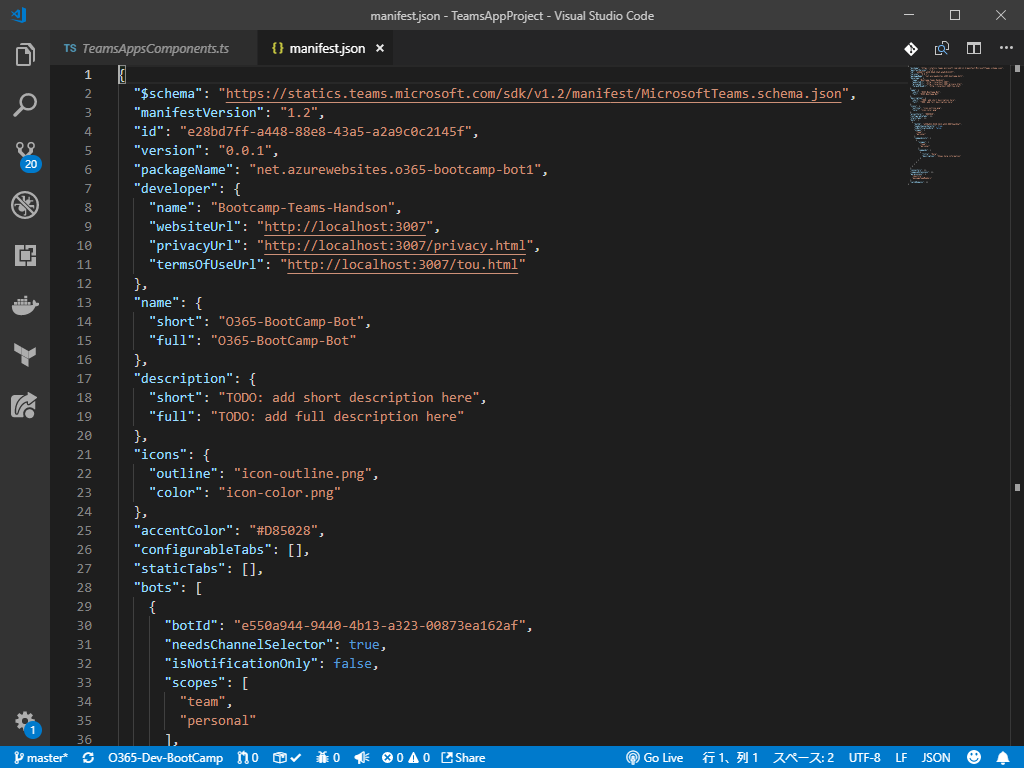 manifest.json - TeamsAppProject - Visual Studio Code
TS TeamsAppsComponents.ts
{} manifest.json ×
1 {
2 "$schema": "https://statics.teams.microsoft.com/sdk/v1.2/manifest/MicrosoftTeams.schema.json",
3 "manifestVersion": "1.2",
4 "id": "e28bd7ff-a448-88e8-43a5-a2a9c0c2145f",
5 "version": "0.0.1",
6 "packageName": "net.azurewebsites.o365-bootcamp-bot1",
7 "developer": {
8 "name": "Bootcamp-Teams-Handson",
9 "websiteUrl": "http://localhost:3007",
10 "privacyUrl": "http://localhost:3007/privacy.html",
11 "termsOfUseUrl": "http://localhost:3007/tou.html"
12 },
13 "name": {
14 "short": "O365-BootCamp-Bot",
15 "full": "O365-BootCamp-Bot"
16 },
17 "description": {
18 "short": "TODO: add short description here",
19 "full": "TODO: add full description here"
20 },
21 "icons": {
22 "outline": "icon-outline.png",
23 "color": "icon-color.png"
24 },
25 "accentColor": "#D85028",
26 "configurableTabs": [],
27 "staticTabs": [],
28 "bots": [
29 {
30 "botId": "e550a944-9440-4b13-a323-00873ea162af",
31 "needsChannelSelector": true,
32 "isNotificationOnly": false,
33 "scopes": [
34 "team",
35 "personal"
36 ],
20
1
master* O365-Dev-BootCamp 0 0 0 0 Share Go Live 行 1、列 1 スペース: 2 UTF-8 LF JSON